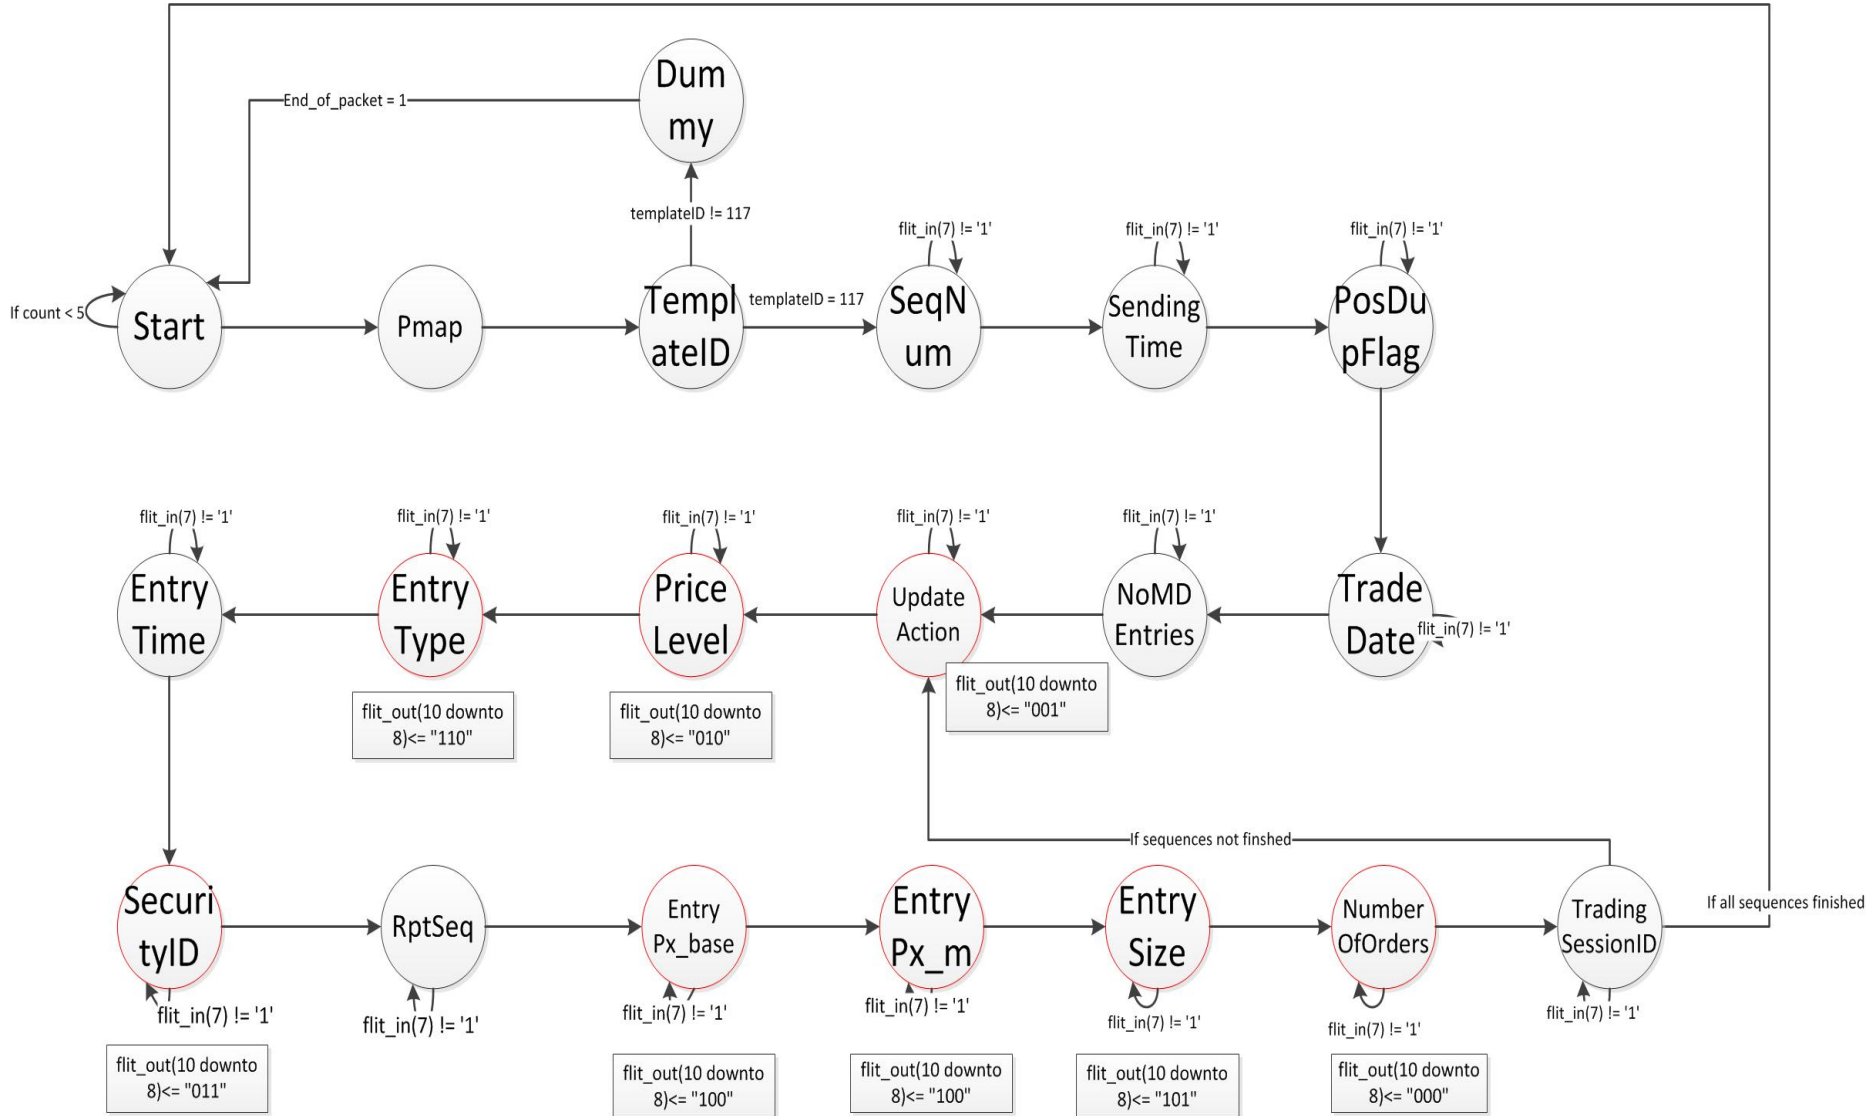 Dum
my
End_of_packet = 1
templateID != 117
flit_in(7) != '1'
flit_in(7) != '1'
flit_in(7) != '1'
If count < 5
Start
Pmap
Templ
ateID
templateID = 117
SeqN
um
Sending
Time
PosDu
pFlag
flit_in(7) != '1'
flit_in(7) != '1'
flit_in(7) != '1'
flit_in(7) != '1'
flit_in(7) != '1'
Entry
Time
Entry
Type
Price
Level
Update
Action
NoMD
Entries
Trade
Date
flit_in(7) != '1'
flit_out(10 downto
8)<= "110"
flit_out(10 downto
8)<= "010"
flit_out(10 downto
8)<= "001"
If sequences not finshed
If all sequences finished
Securi
tyID
RptSeq
Entry
Px_base
Entry
Px_m
Entry
Size
Number
OfOrders
Trading
SessionID
flit_in(7) != '1'
flit_in(7) != '1'
flit_in(7) != '1'
flit_in(7) != '1'
flit_in(7) != '1'
flit_in(7) != '1'
flit_in(7) != '1'
flit_out(10 downto
8)<= "011"
flit_out(10 downto
8)<= "100"
flit_out(10 downto
8)<= "100"
flit_out(10 downto
8)<= "101"
flit_out(10 downto
8)<= "000"